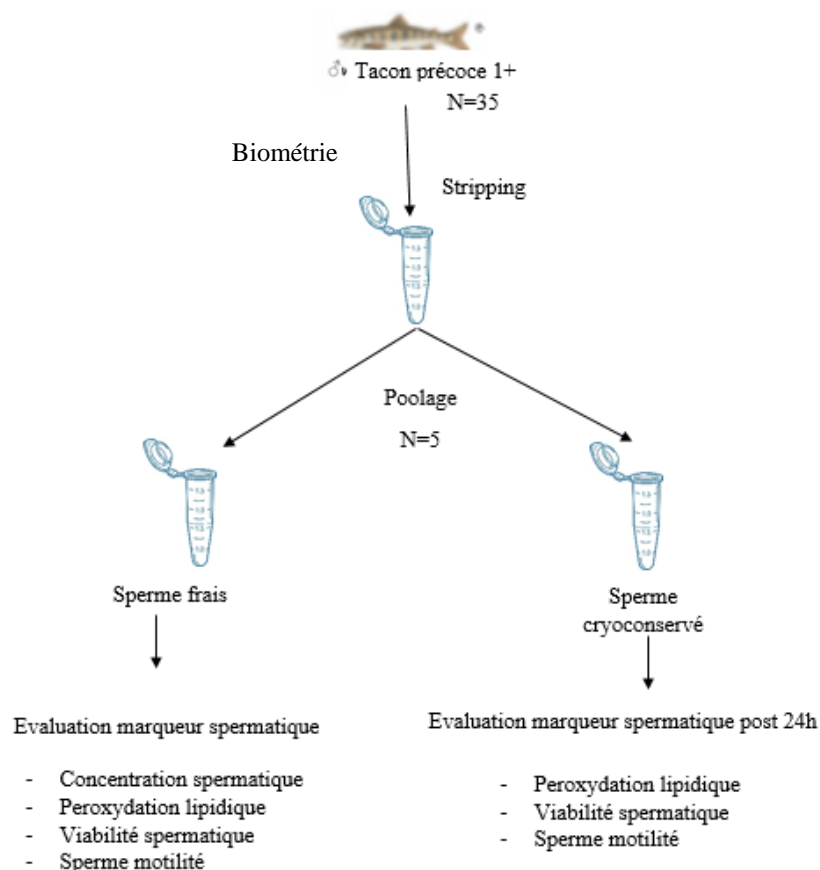 ♂ Tacon précoce 1+
N=35
Biométrie
Stripping
Poolage
N=5
Sperme frais
Sperme
cryoconservé
Evaluation marqueur spermatique
- Concentration spermatique
- Peroxydation lipidique
- Viabilité spermatique
- Sperme motilité
Evaluation marqueur spermatique post 24h
- Peroxydation lipidique
- Viabilité spermatique
- Sperme motilité